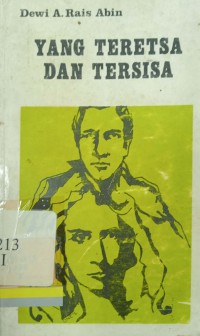 Dewi A. Rais Abin
YANG TERETSA
DAN TERSISA
213
I